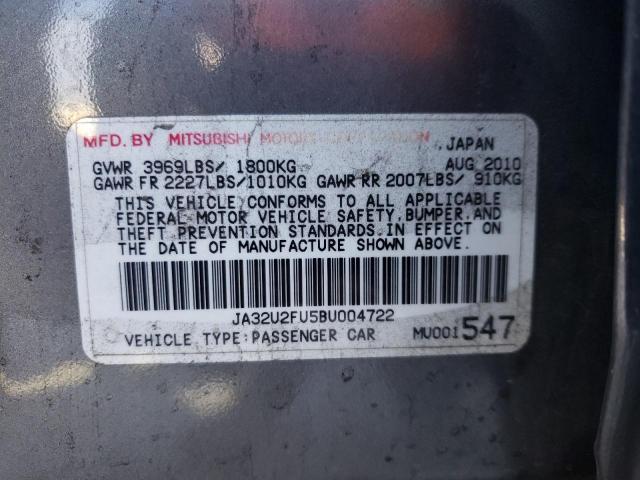 MFD. BY MITSUBISHI MOTORS CORPORATION, JAPAN
GVWR 3969LBS/ 1800KG AUG 2010
GAWR FR 2227LBS/1010KG GAWR RR 2007LBS/ 910KG
THIS VEHICLE CONFORMS TO ALL APPLICABLE
FEDERAL MOTOR VEHICLE SAFETY, BUMPER, AND
THEFT PREVENTION STANDARDS IN EFFECT ON
THE DATE OF MANUFACTURE SHOWN ABOVE.
JA32U2FU5BU004722
VEHICLE TYPE:PASSENGER CAR MU001547